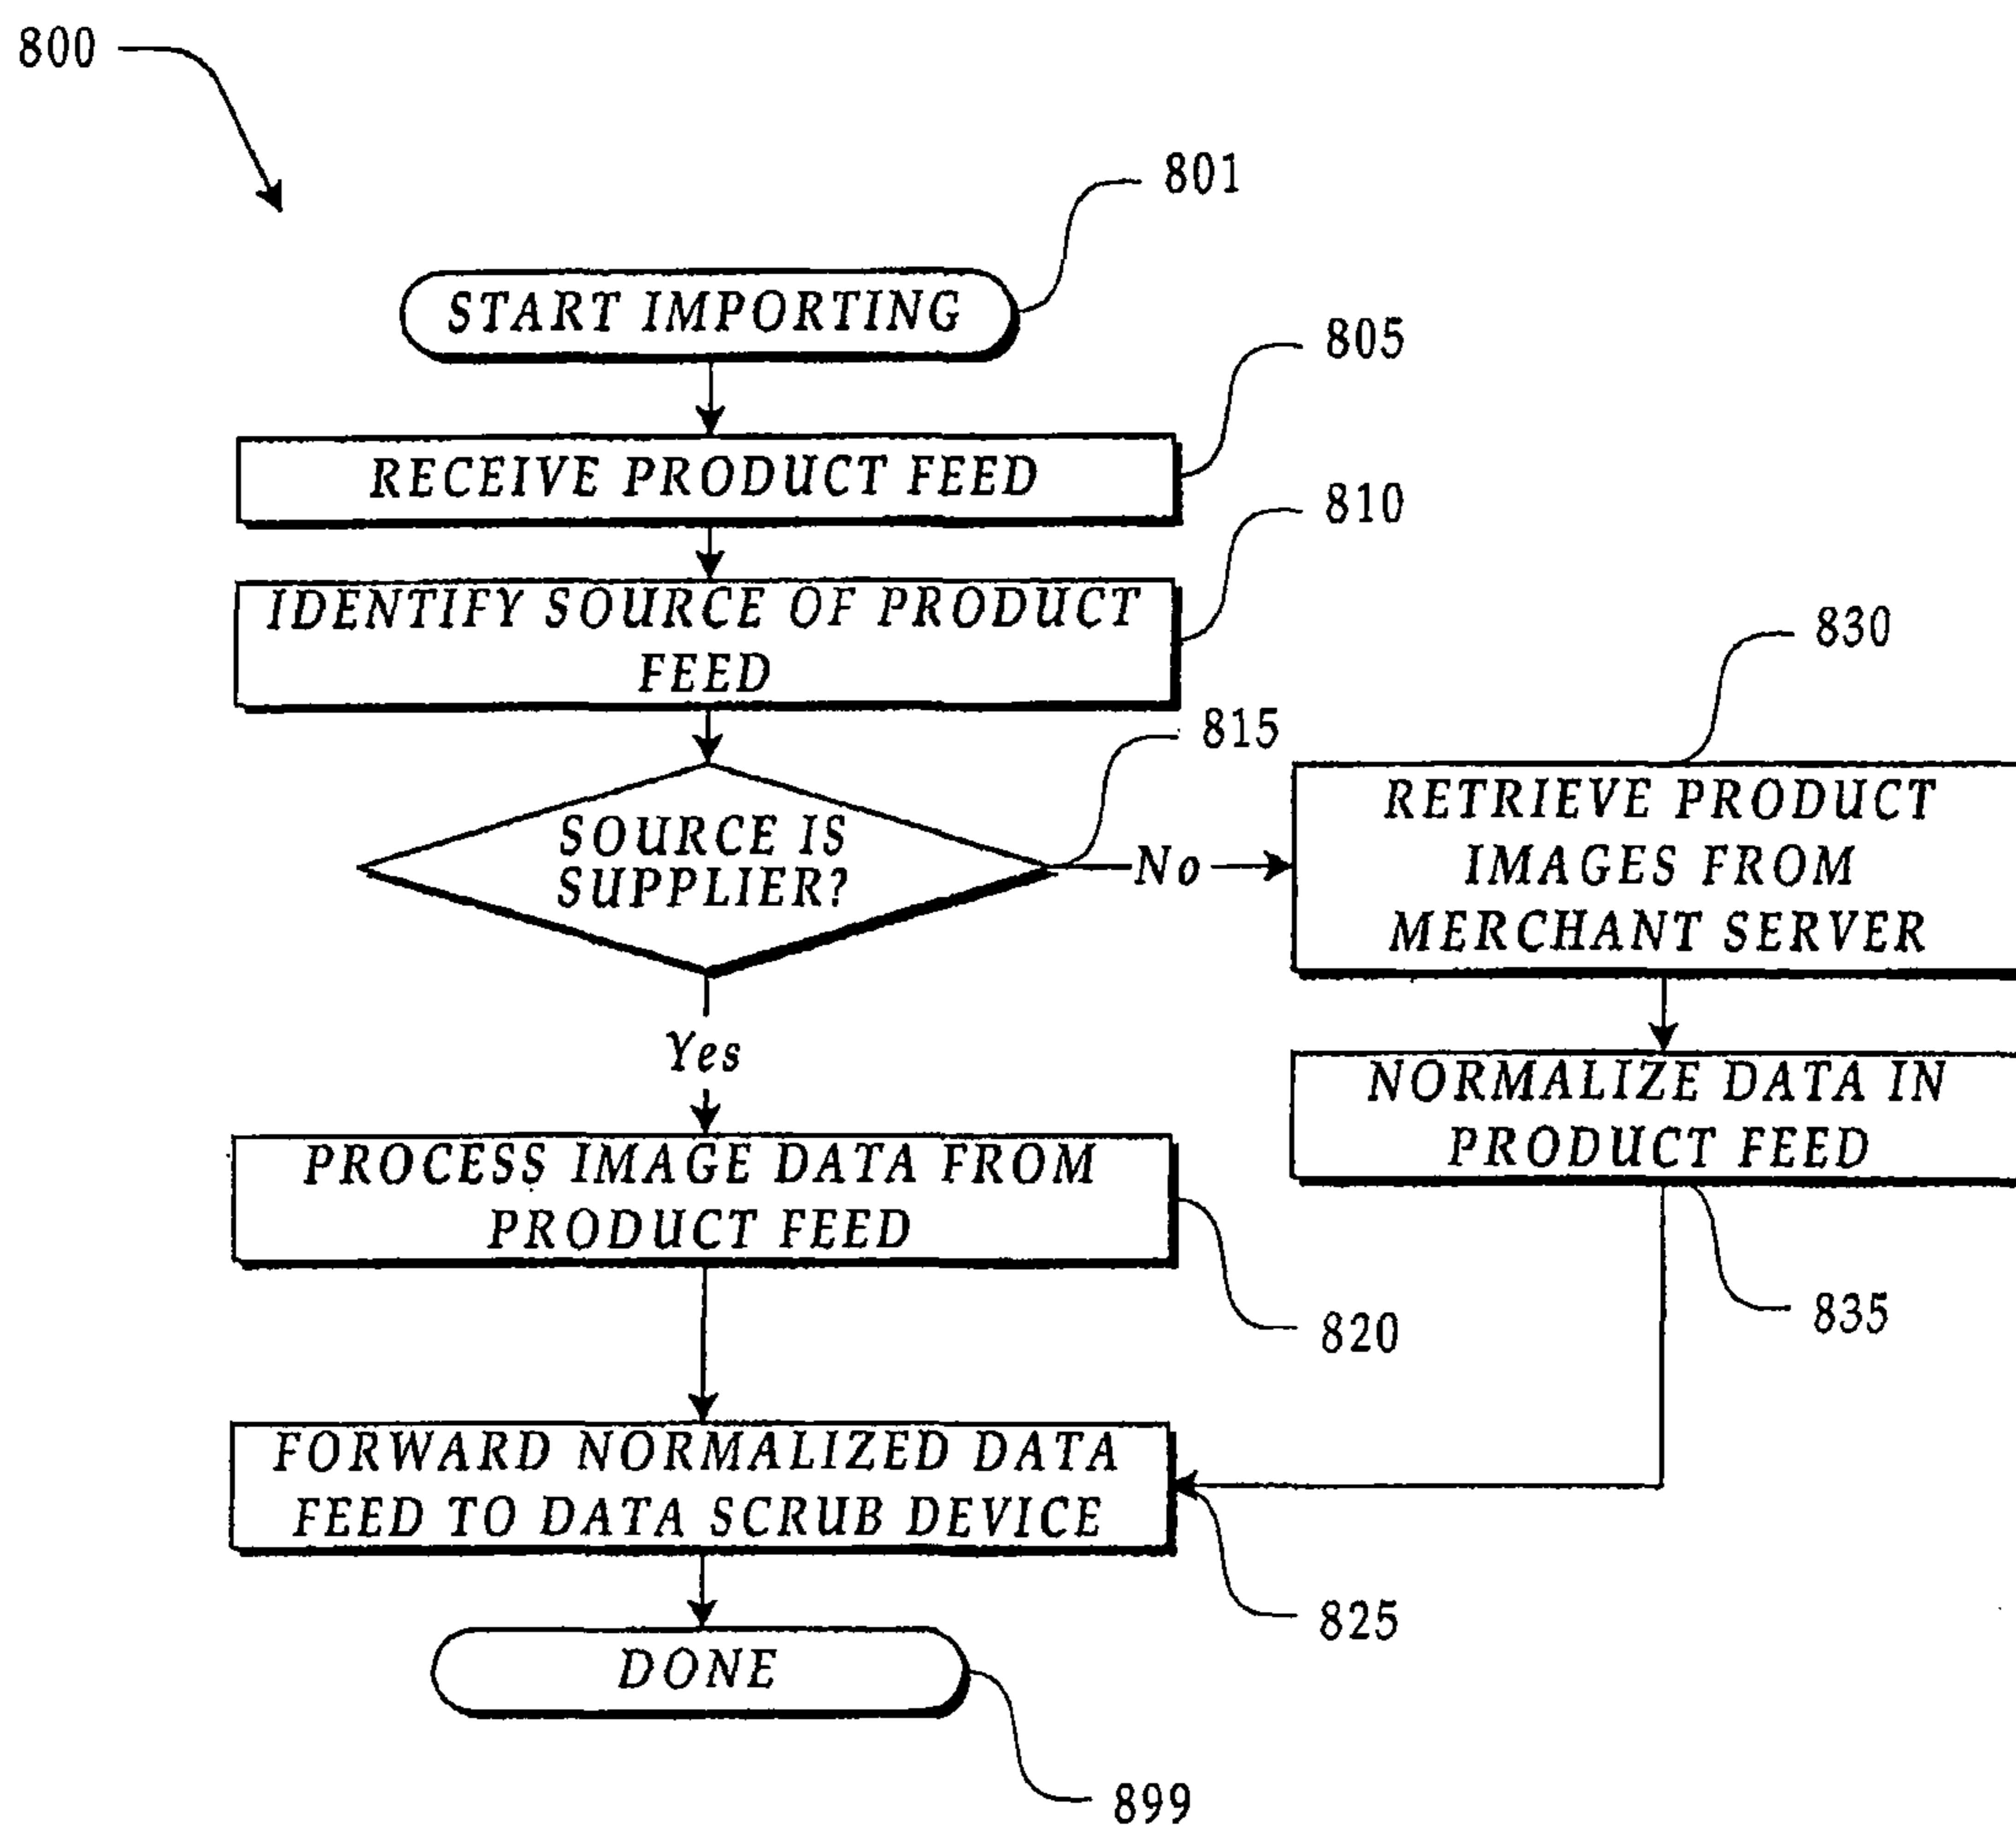 800
801
START IMPORTING
805
RECEIVE PRODUCT FEED
810
IDENTIFY SOURCE OF PRODUCT
FEED
815
SOURCE IS
SUPPLIER?
No
830
RETRIEVE PRODUCT
IMAGES FROM
MERCHANT SERVER
NORMALIZE DATA IN
PRODUCT FEED
835
Yes
PROCESS IMAGE DATA FROM
PRODUCT FEED
820
FORWARD NORMALIZED DATA
FEED TO DATA SCRUB DEVICE
825
DONE
899